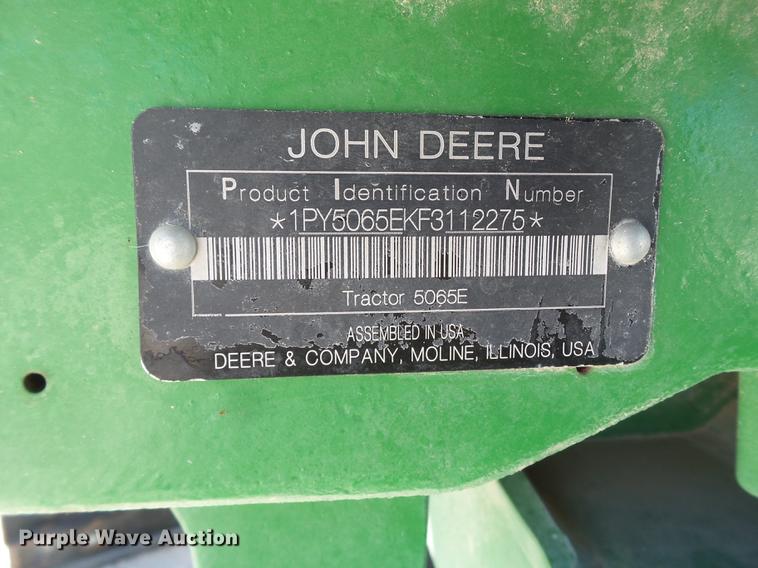 JOHN DEERE
Product Identification Number
*1PY5065EKF3112275*
Tractor 5065E
ASSEMBLED IN USA
DEERE & COMPANY, MOLINE, ILLINOIS, USA
Purple Wave Auction